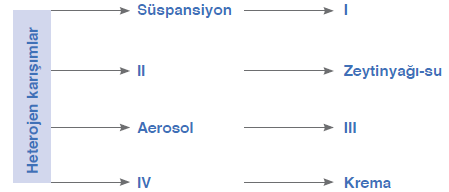 Heterojen karışımlar
Süspansiyon I
II Zeytinyağı-su
Aerosol III
IV Krema